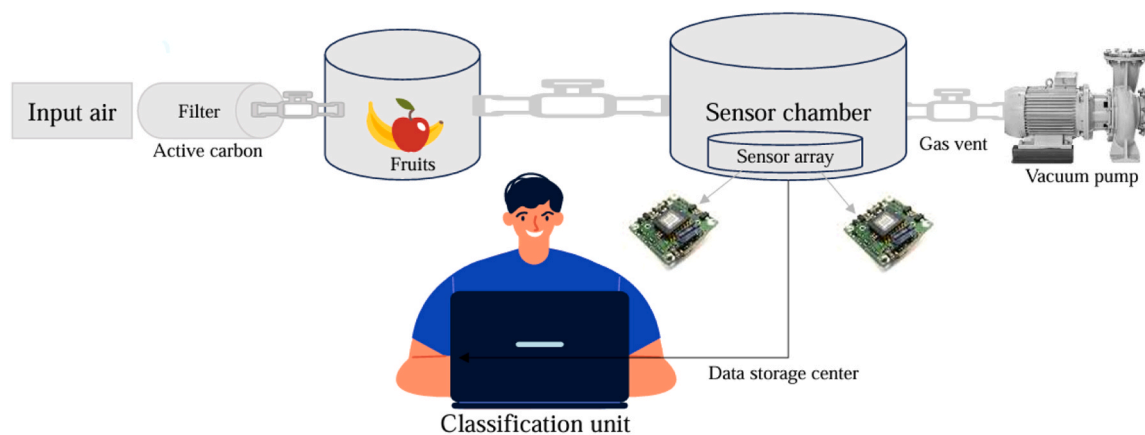 Input air
Filter
Active carbon
Fruits
Sensor chamber
Sensor array
Gas vent
Vacuum pump
Data storage center
Classification unit